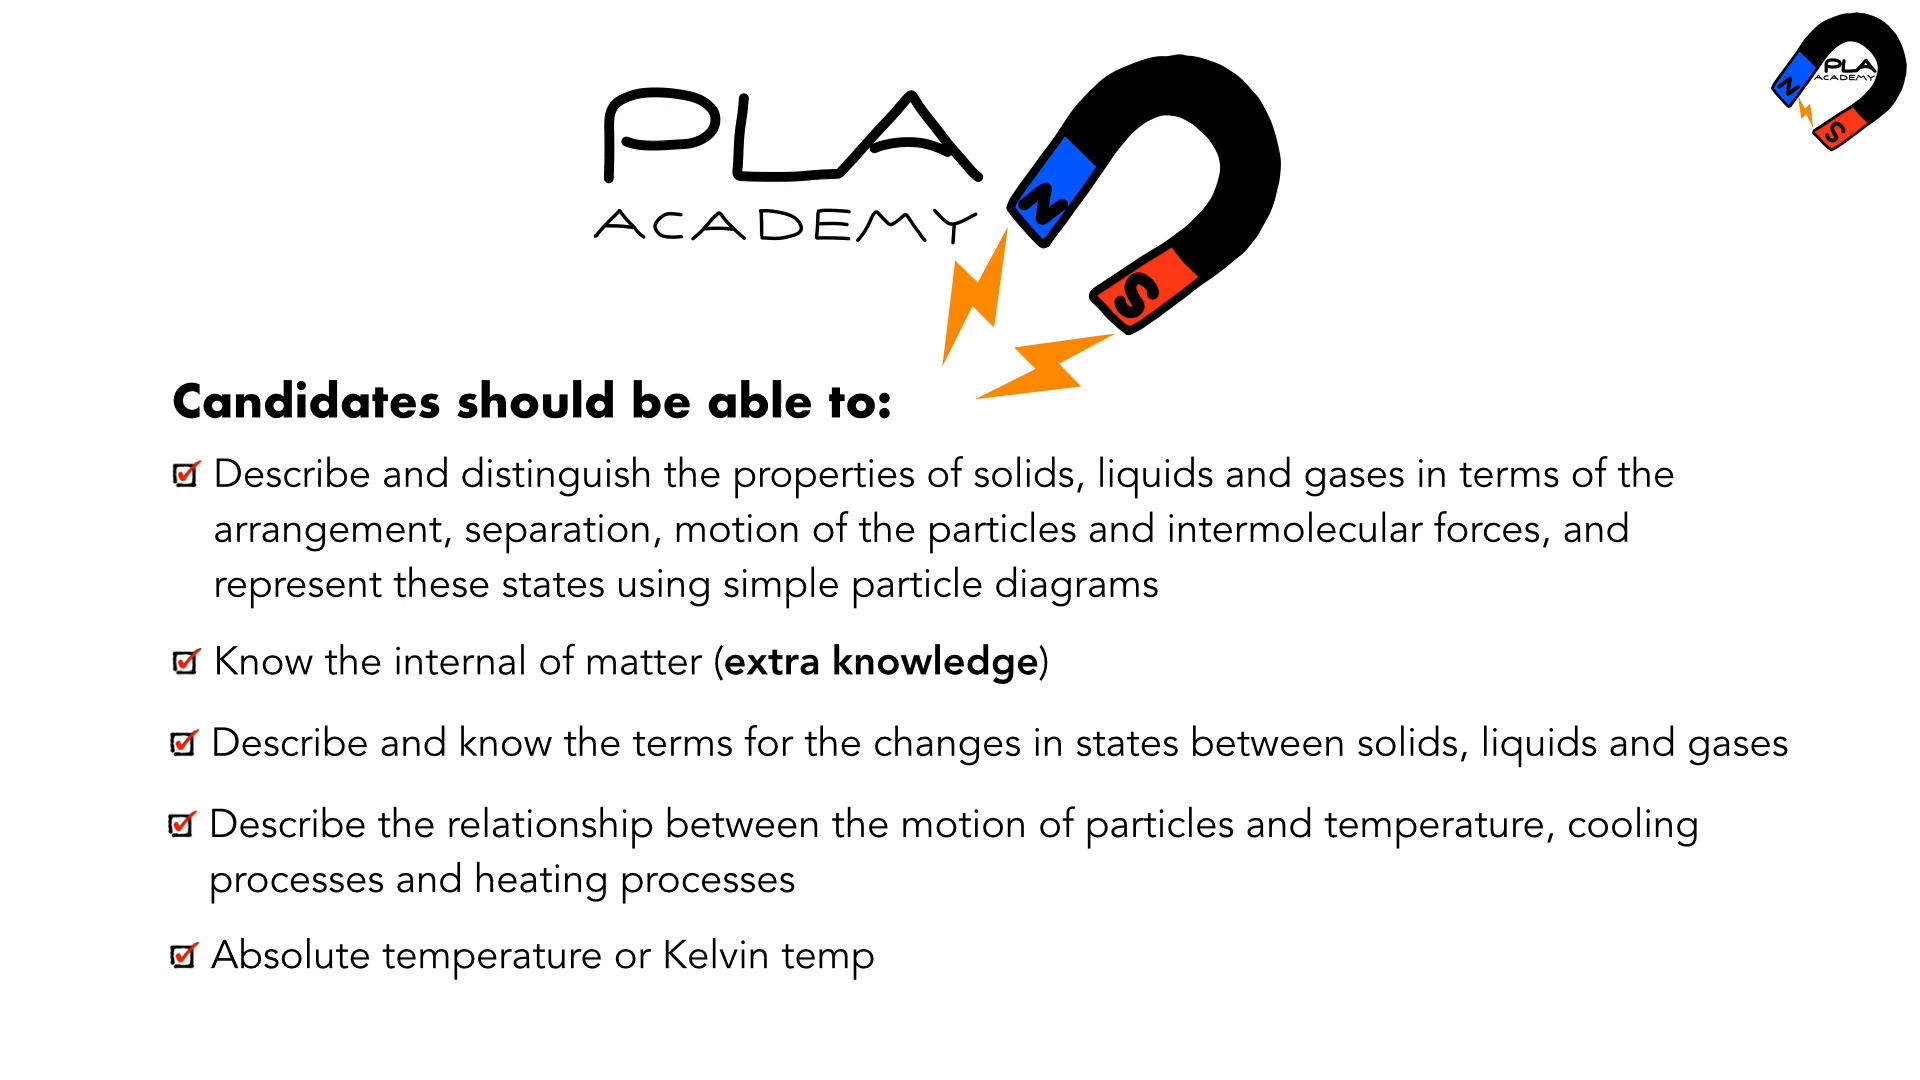 PLA
ACADEMY
N
S
PLA
ACADEMY
N
S
Candidates should be able to:
Describe and distinguish the properties of solids, liquids and gases in terms of the
arrangement, separation, motion of the particles and intermolecular forces, and
represent these states using simple particle diagrams
Know the internal of matter (extra knowledge)
Describe and know the terms for the changes in states between solids, liquids and gases
Describe the relationship between the motion of particles and temperature, cooling
processes and heating processes
Absolute temperature or Kelvin temp